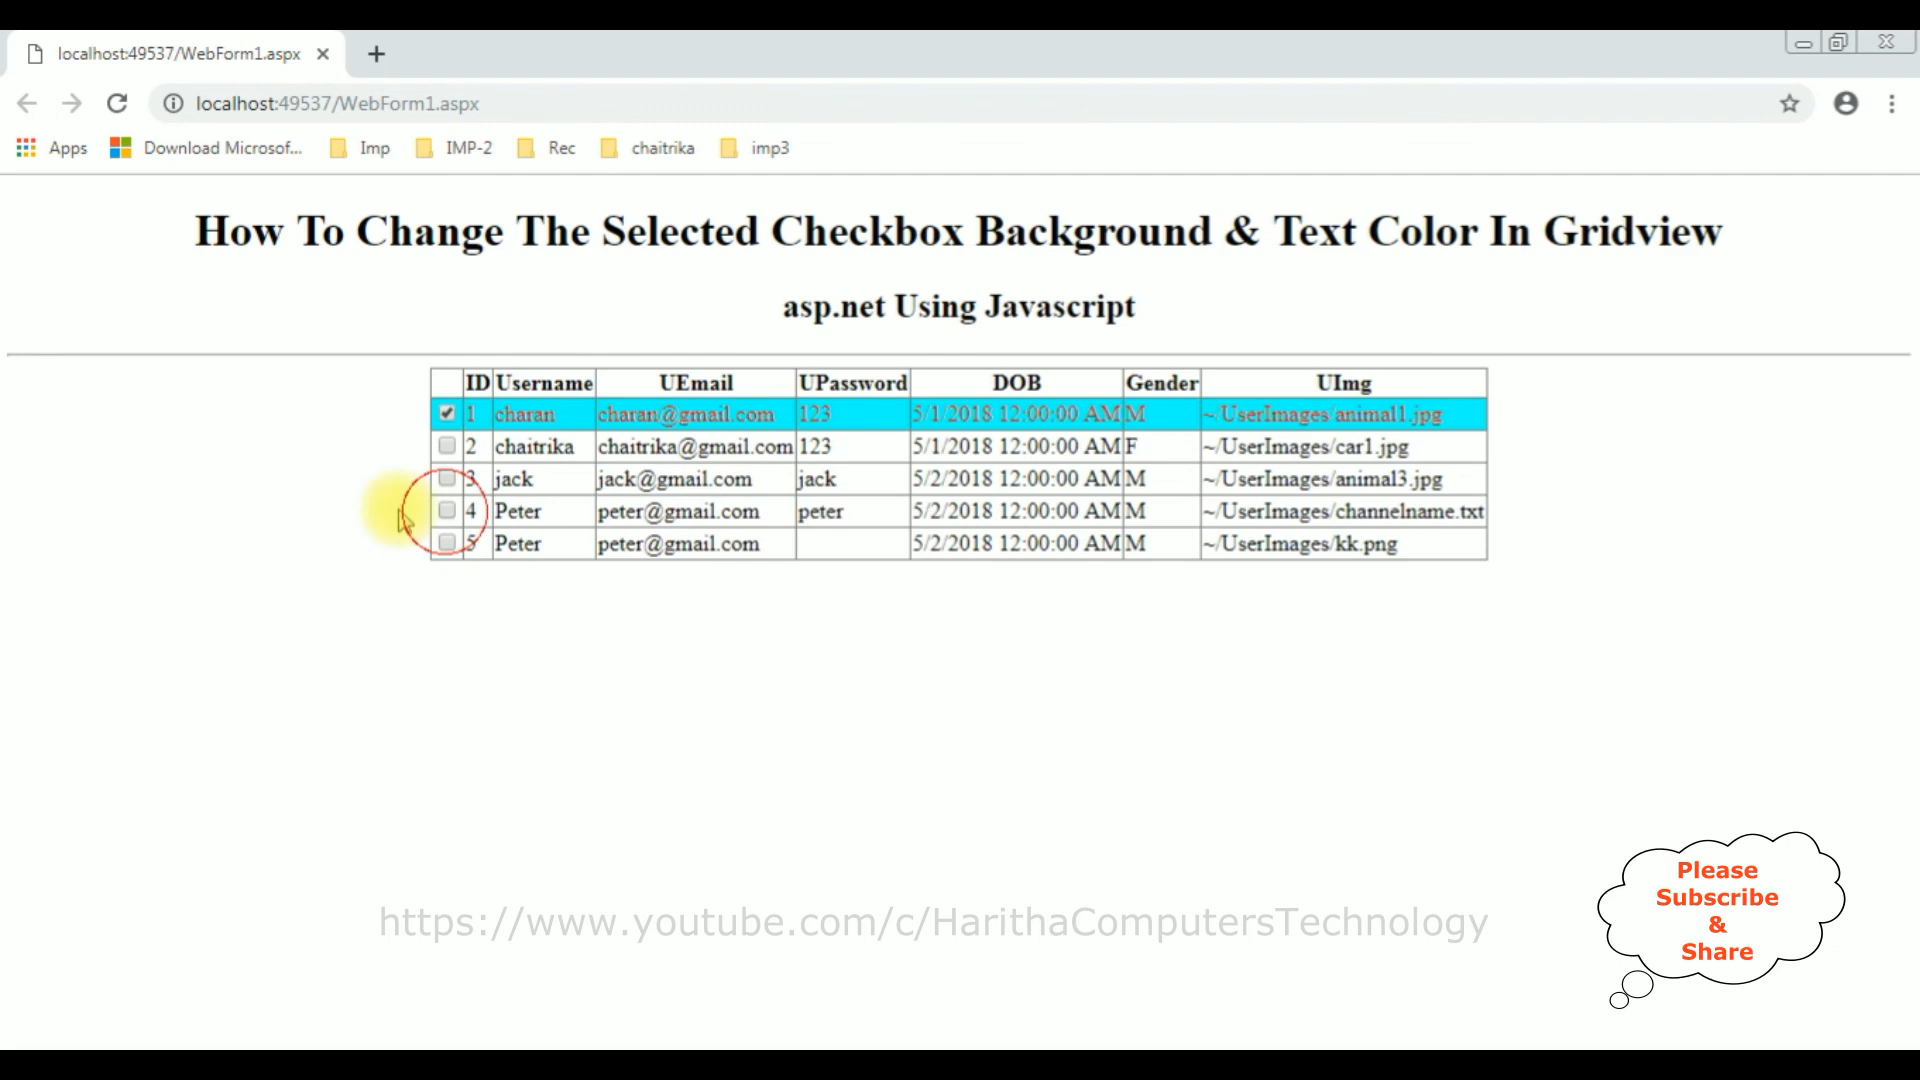 localhost:49537/WebForm1.aspx
localhost:49537/WebForm1.aspx
Apps Download Microsof... Imp IMP-2 Rec chaitrika imp3
How To Change The Selected Checkbox Background & Text Color In Gridview
asp.net Using Javascript
ID Username UEmail UPassword DOB Gender UImg
1 charan charan@gmail.com 123 5/1/2018 12:00:00 AM M ~/UserImages/animal1.jpg
2 chaitrika chaitrika@gmail.com 123 5/1/2018 12:00:00 AM F ~/UserImages/car1.jpg
3 jack jack@gmail.com jack 5/2/2018 12:00:00 AM M ~/UserImages/animal3.jpg
4 Peter peter@gmail.com peter 5/2/2018 12:00:00 AM M ~/UserImages/channelname.txt
5 Peter peter@gmail.com 5/2/2018 12:00:00 AM M ~/UserImages/kk.png
Please
Subscribe
&
Share
https://www.youtube.com/c/HarithaComputersTechnology